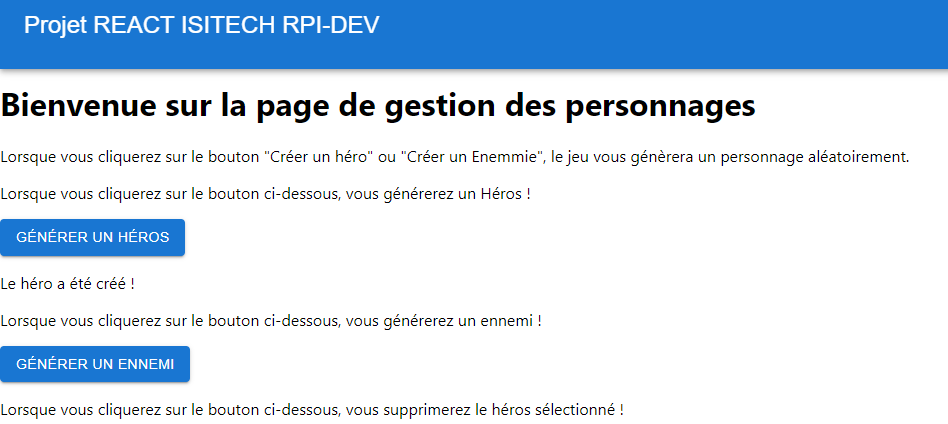 Projet REACT ISITECH RPI-DEV
Bienvenue sur la page de gestion des personnages
Lorsque vous cliquerez sur le bouton "Créer un héro" ou "Créer un Enemmie", le jeu vous génèrera un personnage aléatoirement.
Lorsque vous cliquerez sur le bouton ci-dessous, vous générerez un Héros !
GÉNÉRER UN HÉROS
Le héro a été créé !
Lorsque vous cliquerez sur le bouton ci-dessous, vous générerez un ennemi !
GÉNÉRER UN ENNEMI
Lorsque vous cliquerez sur le bouton ci-dessous, vous supprimerez le héros sélectionné !